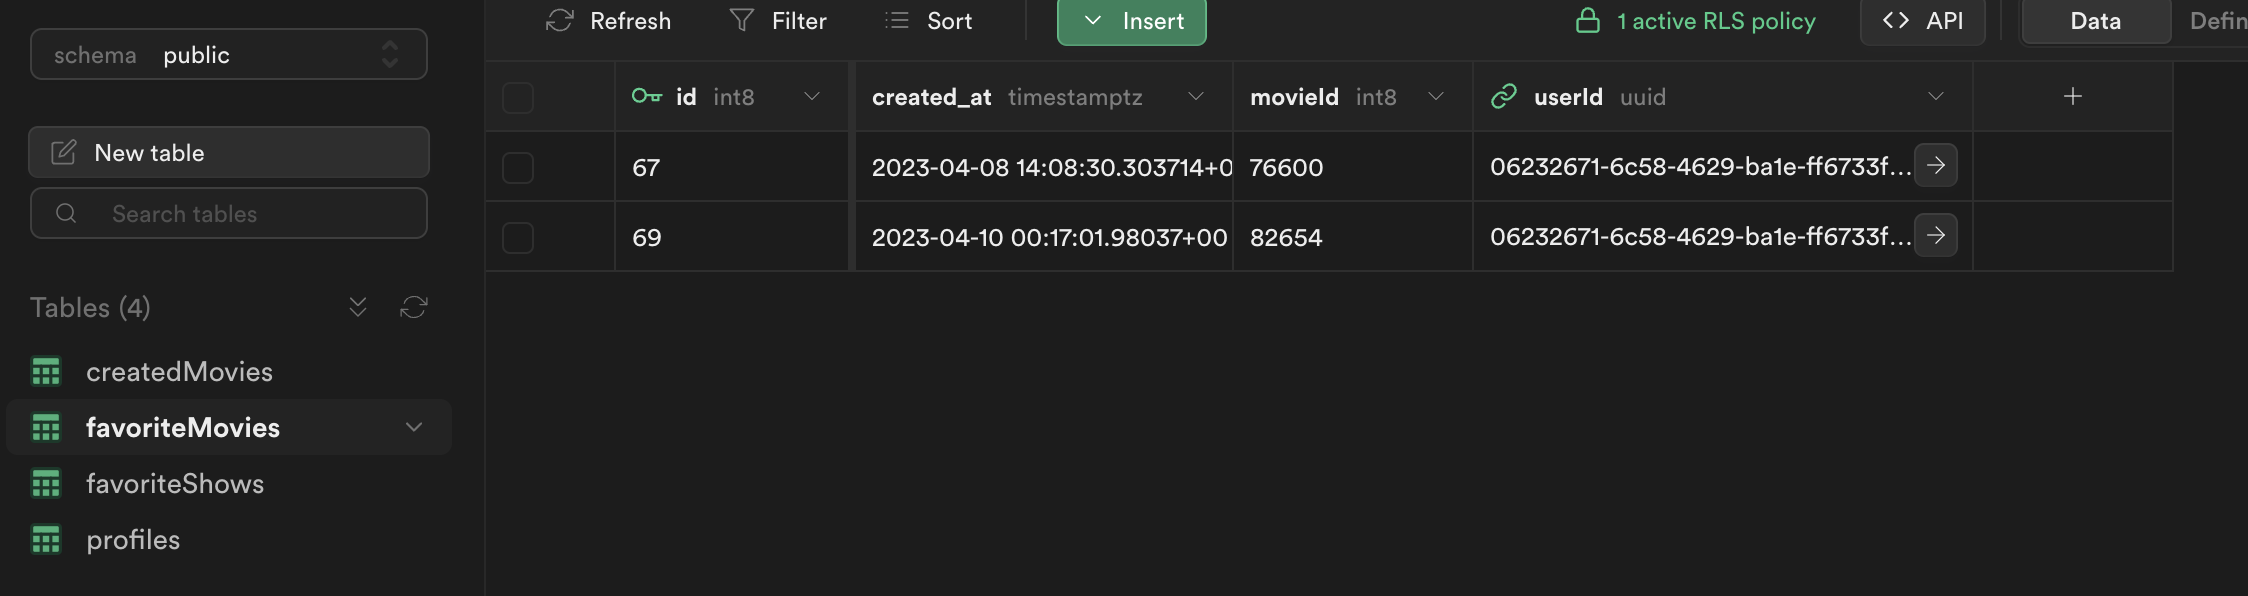 Refresh Filter Sort Insert 1 active RLS policy <> API Data Defin
schema public
id int8 created_at timestamptz movieId int8 userId uuid +
New table
67 2023-04-08 14:08:30.303714+0 76600 06232671-6c58-4629-ba1e-ff6733f...
Search tables
69 2023-04-10 00:17:01.98037+00 82654 06232671-6c58-4629-ba1e-ff6733f...
Tables (4)
createdMovies
favoriteMovies
favoriteShows
profiles